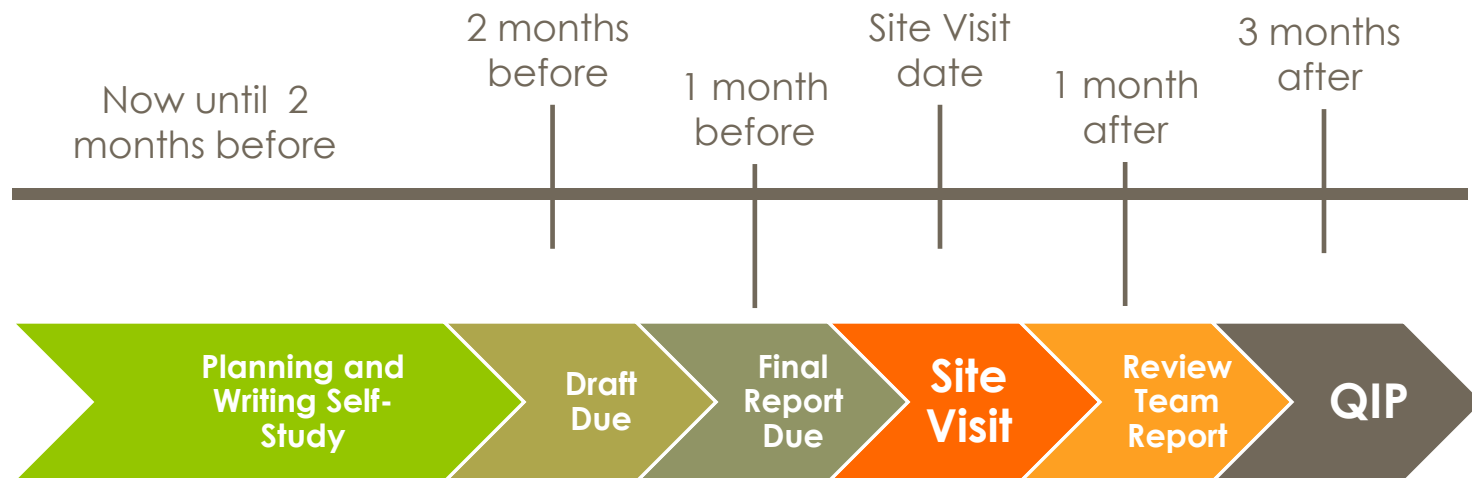 Now until 2
months before
2 months
before
1 month
before
Site Visit
date
1 month
after
3 months
after
Planning and
Writing Self-
Study
Draft
Due
Final
Report
Due
Site
Visit
Review
Team
Report
QIP